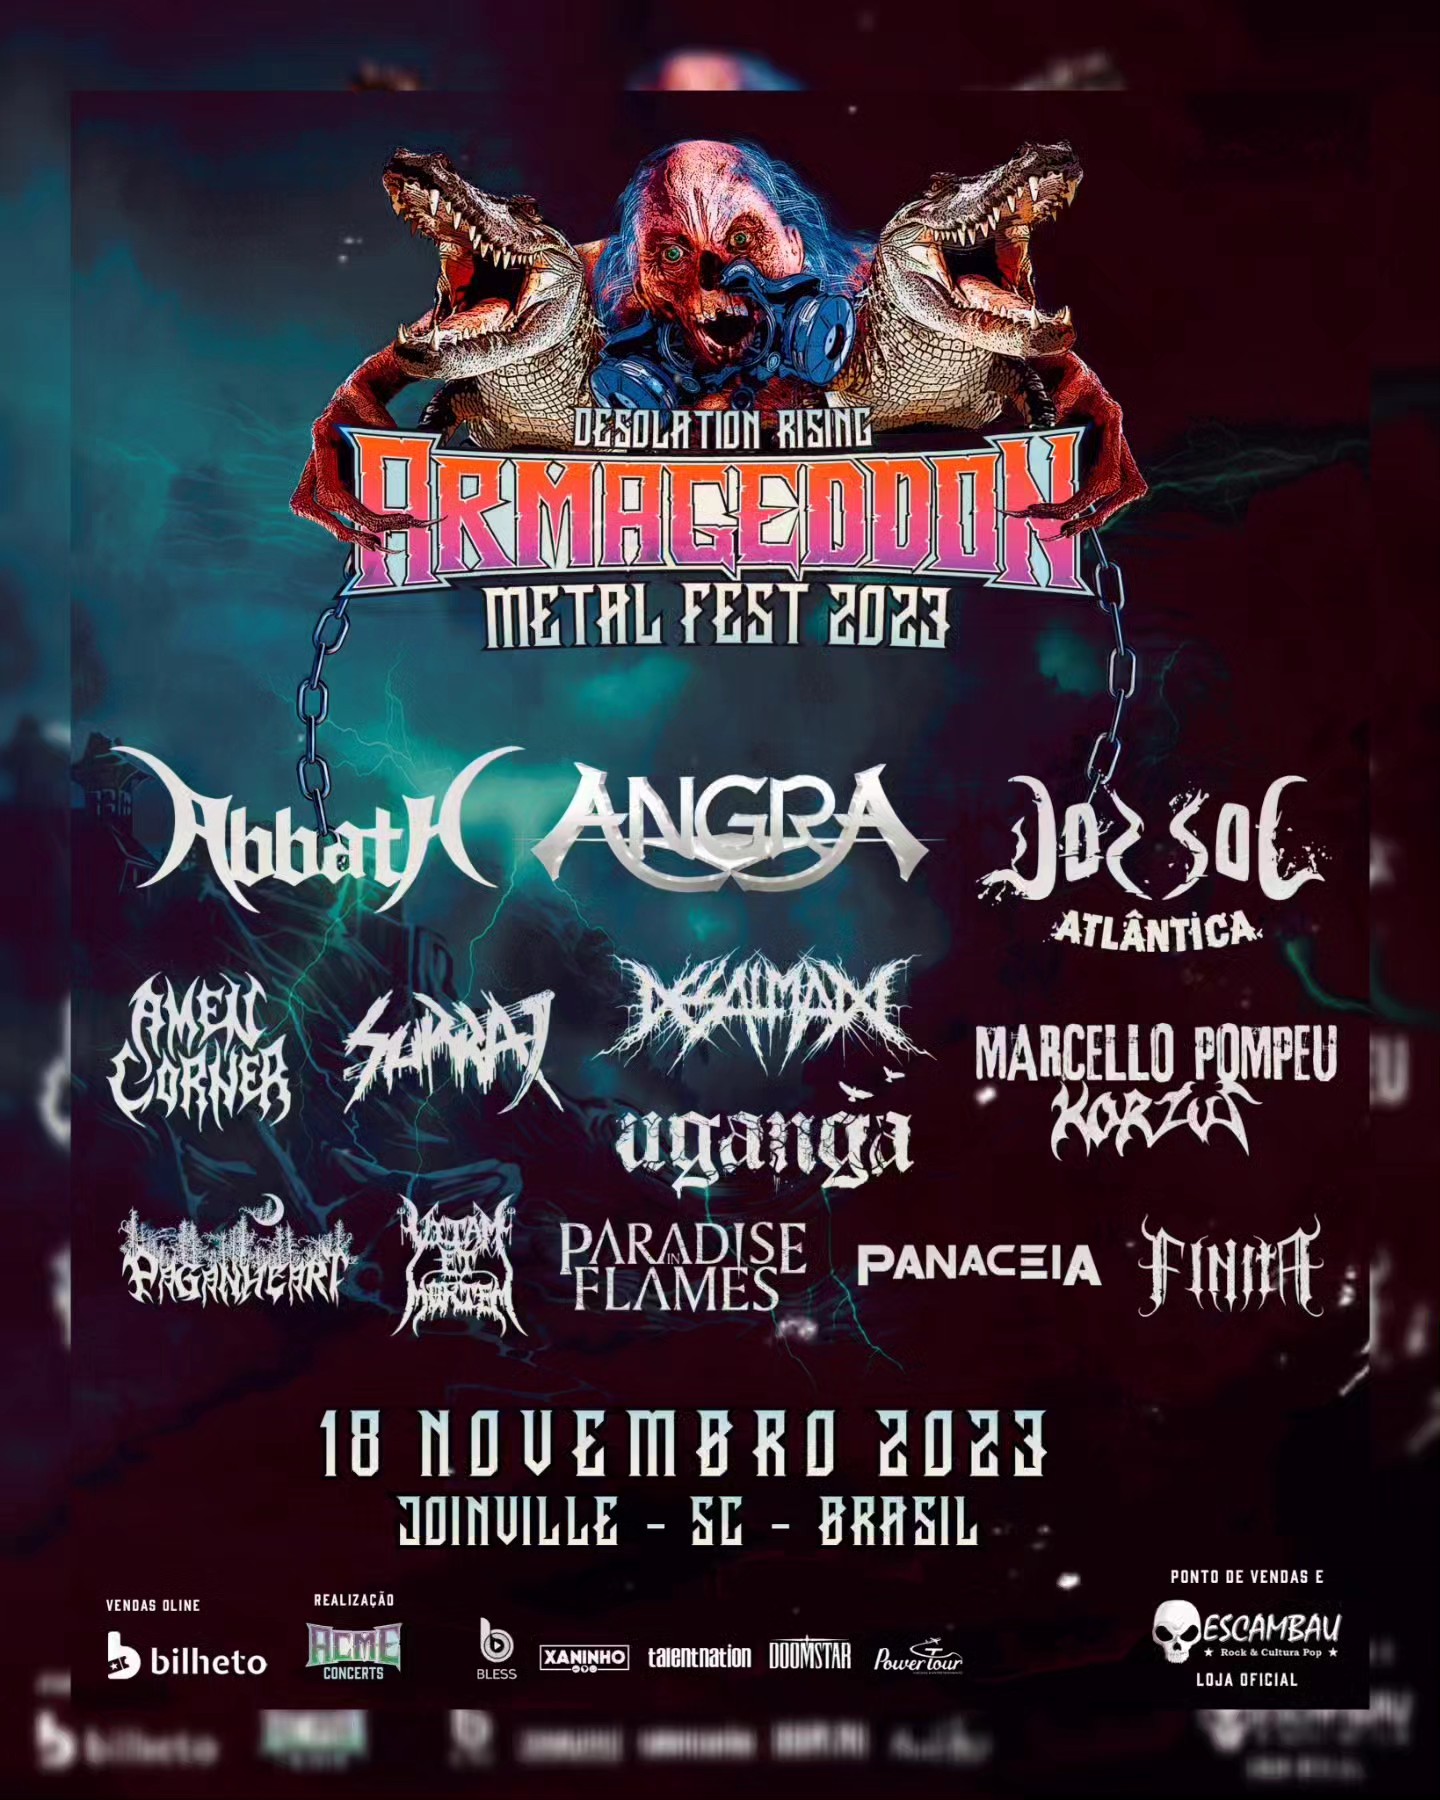 DESOLATION RISING
ARMAGEDDON
METAL FEST 2023
Abbath
ANGRA
JOZ SOL
ATLÂNTICA
AMEN
CORNER
SURRA
DESALMADO
uganga
MARCELLO POMPEU
KORZUS
PAGANHEART
VITAM
ET
MORTEM
PARADISE
IN
FLAMES
PANACEIA
FINITA
18 NOVEMBRO 2023
JOINVILLE - SC - BRASIL
VENDAS OLINE
bilheto
REALIZAÇÃO
ACME
CONCERTS
BLESS
XANINHO
talentnation
DOOMSTAR
PowerTour
PONTO DE VENDAS E
ESCAMBAU
★ Rock & Cultura Pop ★
LOJA OFICIAL